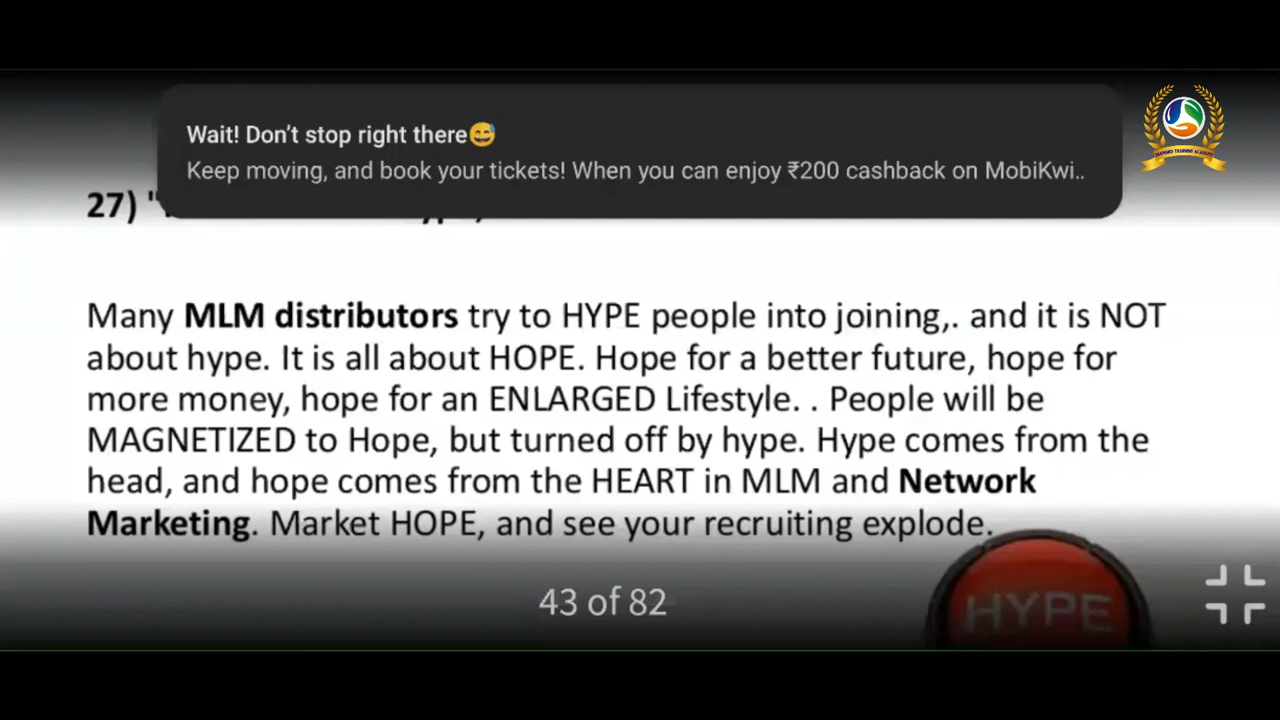 Wait! Don't stop right there😅
Keep moving, and book your tickets! When you can enjoy ₹200 cashback on MobiKwi..
27) "
Many MLM distributors try to HYPE people into joining,. and it is NOT
about hype. It is all about HOPE. Hope for a better future, hope for
more money, hope for an ENLARGED Lifestyle. . People will be
MAGNETIZED to Hope, but turned off by hype. Hype comes from the
head, and hope comes from the HEART in MLM and Network
Marketing. Market HOPE, and see your recruiting explode.
43 of 82
HYPE